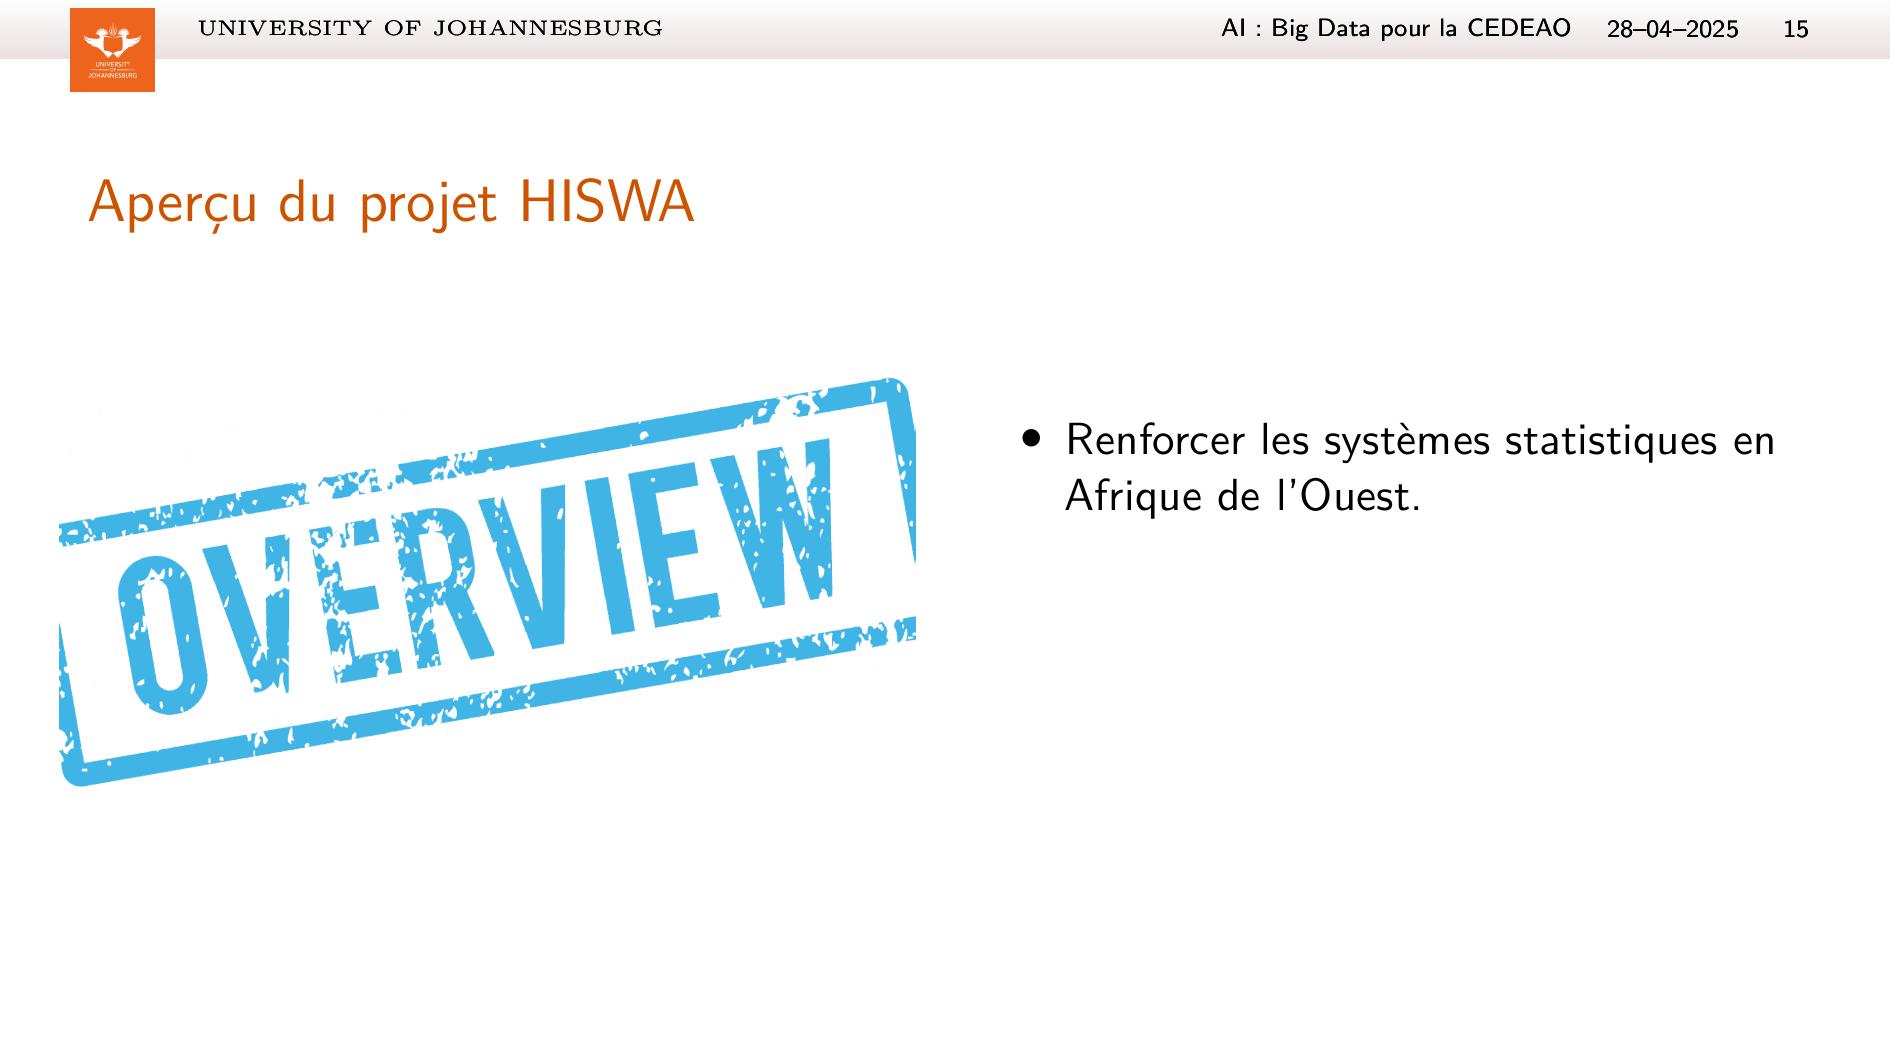 UNIVERSITY OF JOHANNESBURG
AI : Big Data pour la CEDEAO 28–04–2025 15
UNIVERSITY
OF
JOHANNESBURG
Aperçu du projet HISWA
OVERVIEW
• Renforcer les systèmes statistiques en
Afrique de l'Ouest.